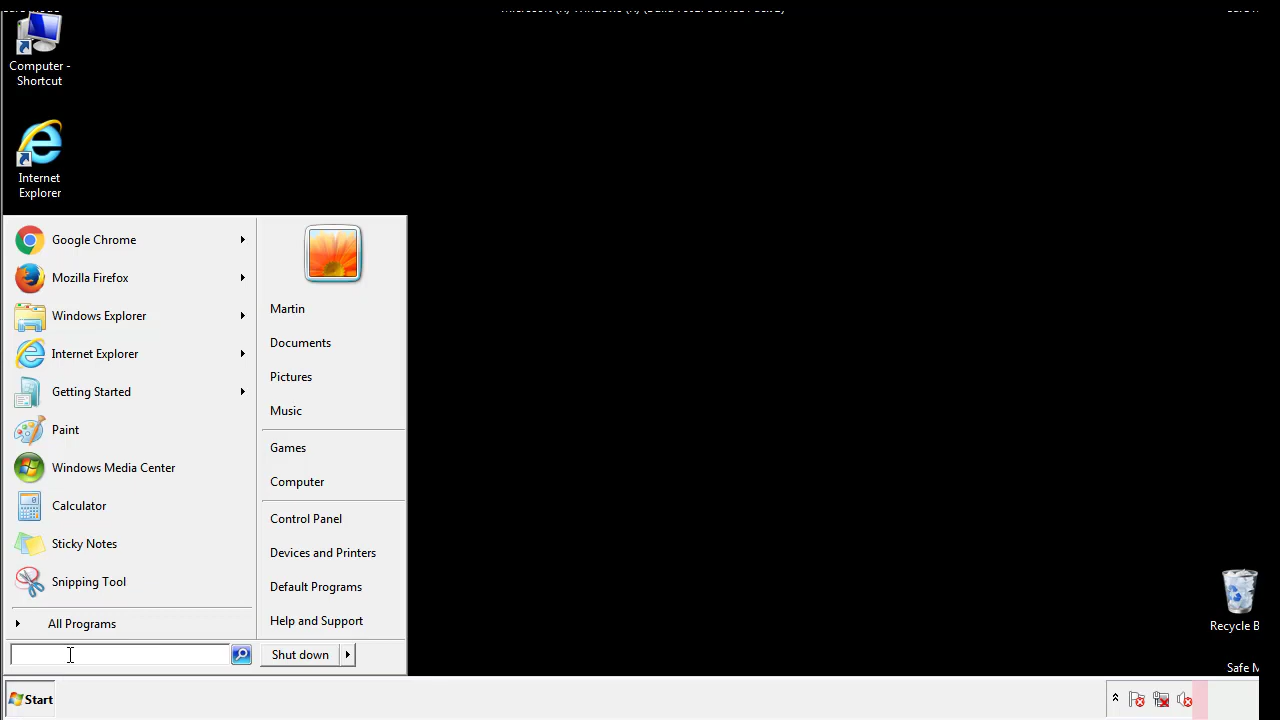 Computer -
Shortcut
Internet
Explorer
Google Chrome
Mozilla Firefox
Windows Explorer
Internet Explorer
Getting Started
Paint
Windows Media Center
Calculator
Sticky Notes
Snipping Tool
All Programs
Martin
Documents
Pictures
Music
Games
Computer
Control Panel
Devices and Printers
Default Programs
Help and Support
Shut down
Recycle B
Safe M
Start